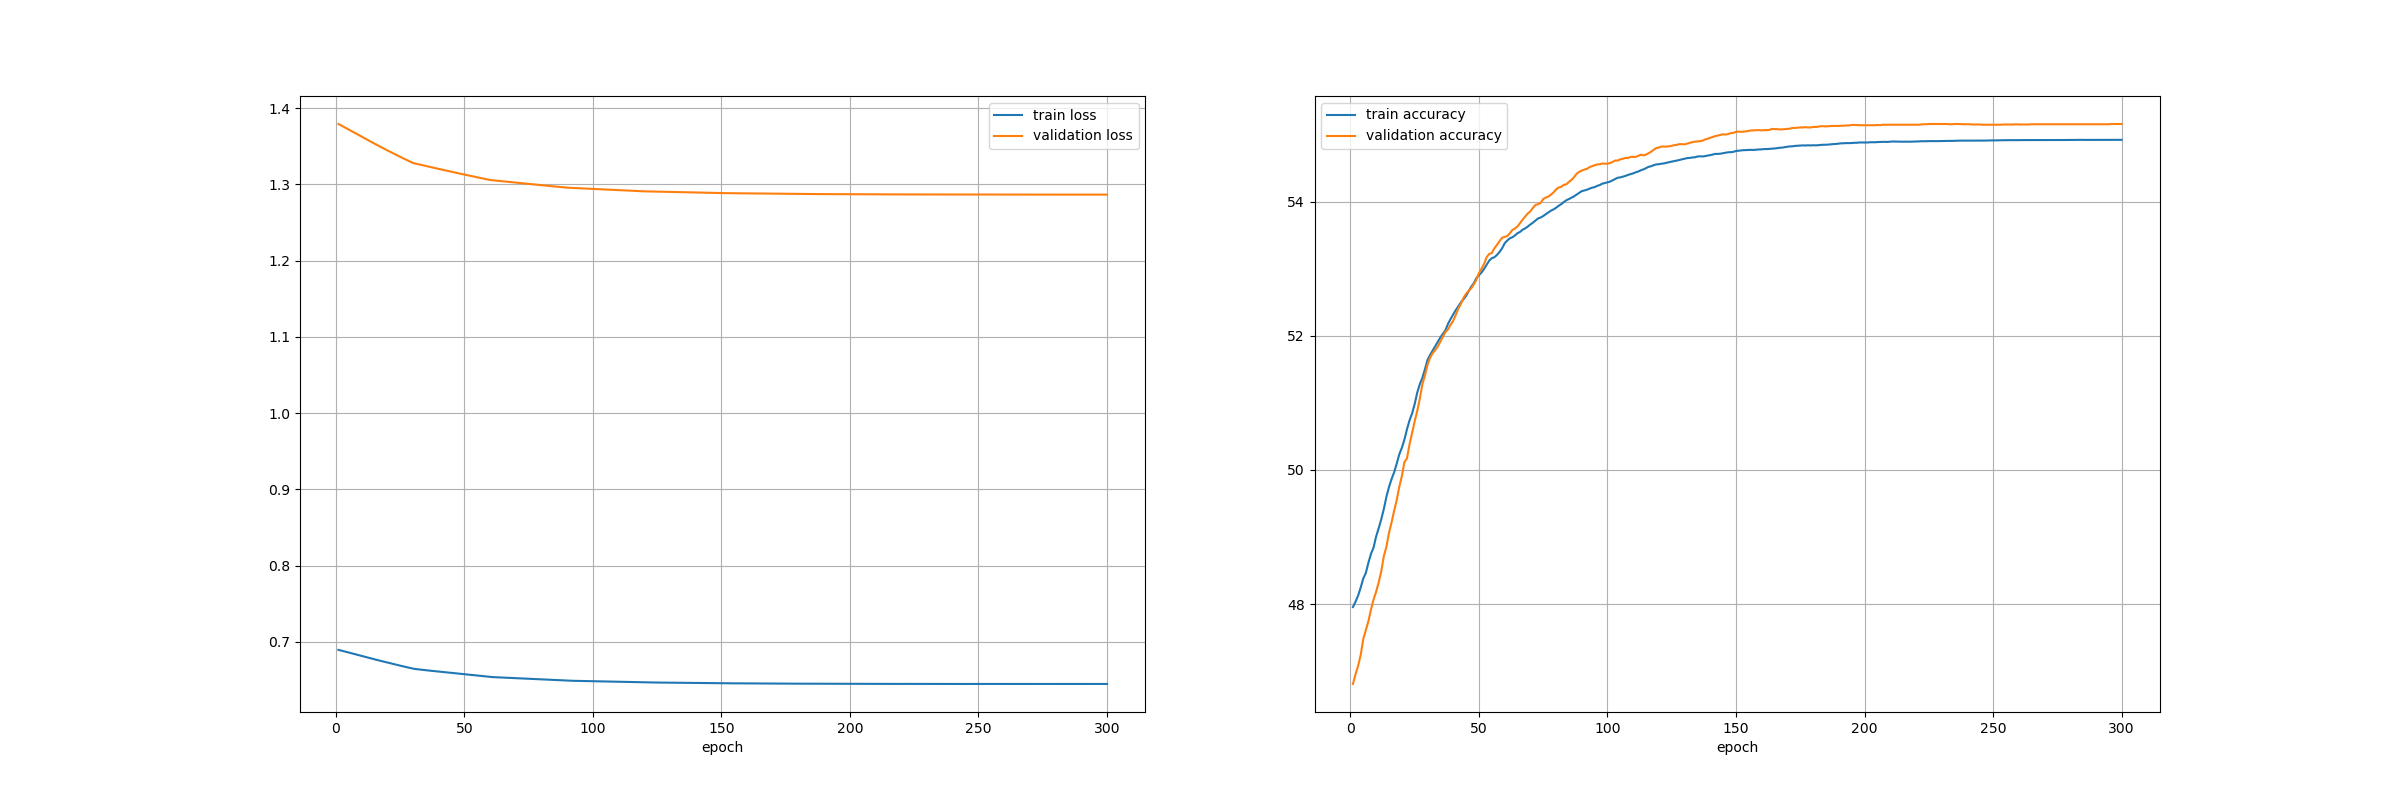 1.4
1.3
1.2
1.1
1.0
0.9
0.8
0.7
0 50 100 150 200 250 300
epoch
train loss
validation loss
54
52
50
48
0 50 100 150 200 250 300
epoch
train accuracy
validation accuracy